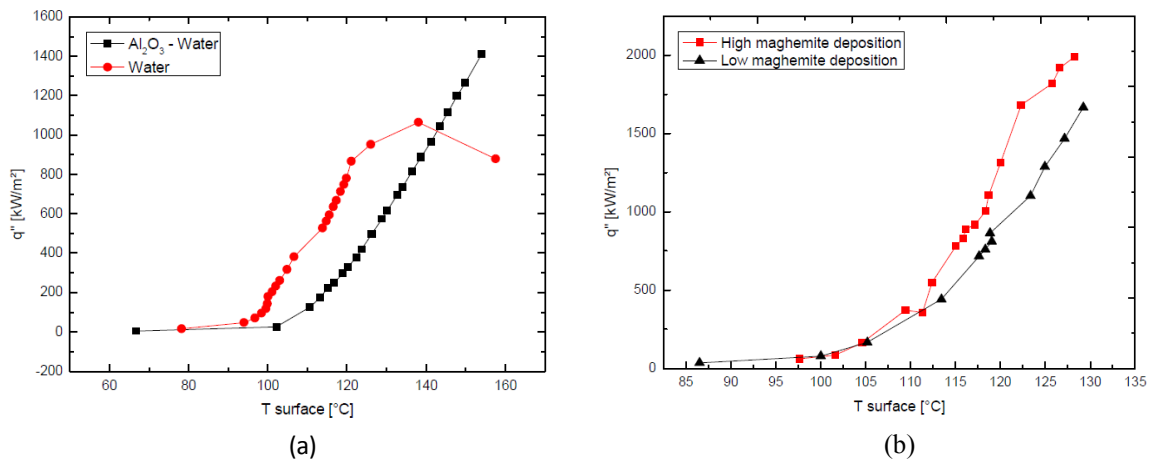 1600
1400
1200
1000
800
600
400
200
0
-200
q'' [kW/m²]
Al₂O₃ - Water
Water
60 80 100 120 140 160
T surface [°C]
(a)
2000
1500
1000
500
0
q'' [kW/m²]
High maghemite deposition
Low maghemite deposition
85 90 95 100 105 110 115 120 125 130 135
T surface [°C]
(b)